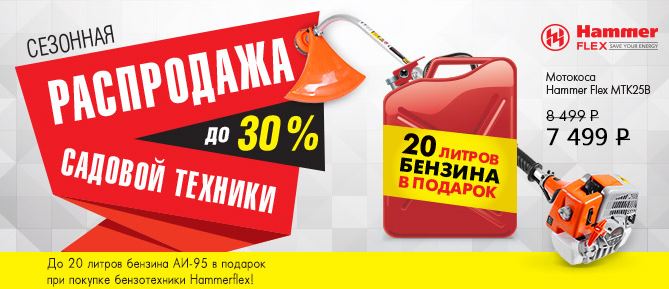 СЕЗОННАЯ
РАСПРОДАЖА
ДО 30%
САДОВОЙ ТЕХНИКИ
20 ЛИТРОВ
БЕНЗИНА
В ПОДАРОК
Hammer
FLEX SAVE YOUR ENERGY
Мотокоса
Hammer Flex MTK25B
8 499 ₽
7 499 ₽
До 20 литров бензина АИ-95 в подарок
при покупке бензотехники Hammerflex!